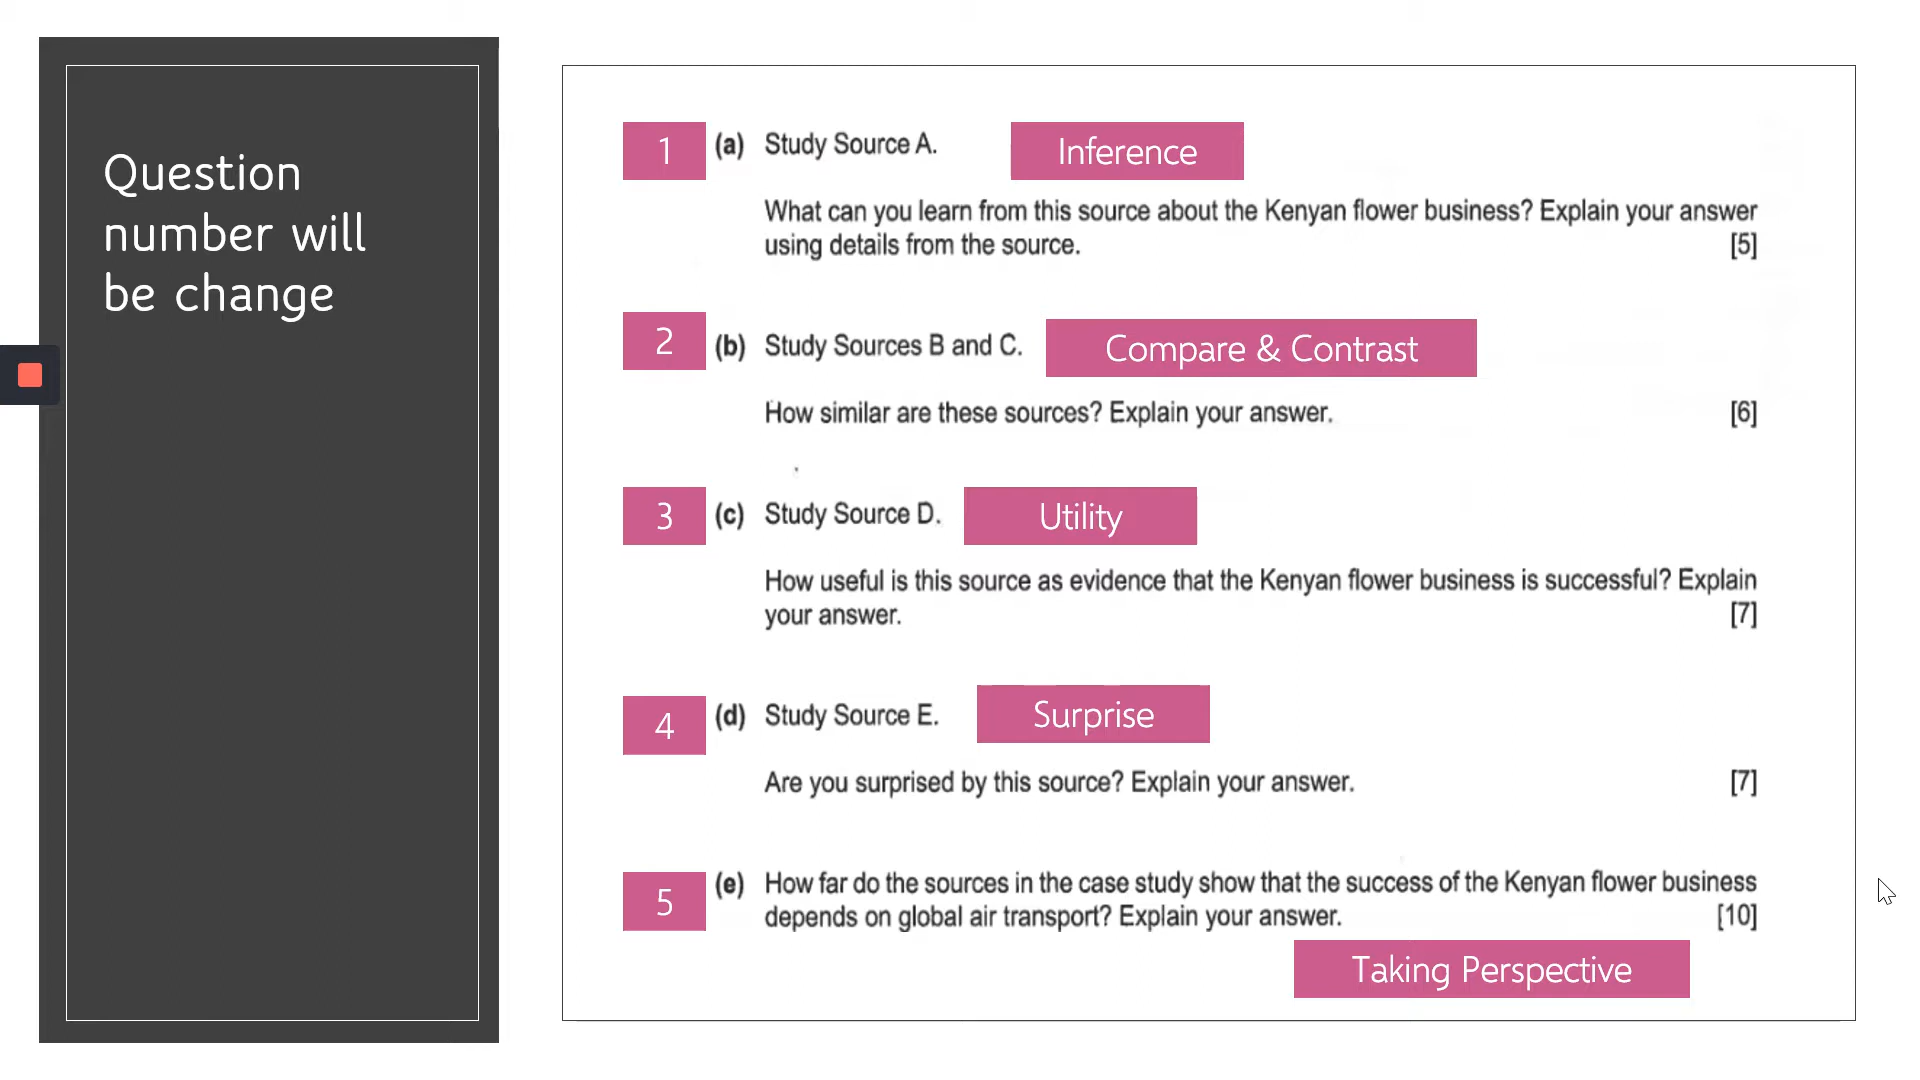 Question
number will
be change
1 (a) Study Source A. Inference
What can you learn from this source about the Kenyan flower business? Explain your answer
using details from the source. [5]
2 (b) Study Sources B and C. Compare & Contrast
How similar are these sources? Explain your answer. [6]
3 (c) Study Source D. Utility
How useful is this source as evidence that the Kenyan flower business is successful? Explain
your answer. [7]
4 (d) Study Source E. Surprise
Are you surprised by this source? Explain your answer. [7]
5 (e) How far do the sources in the case study show that the success of the Kenyan flower business
depends on global air transport? Explain your answer. [10]
Taking Perspective